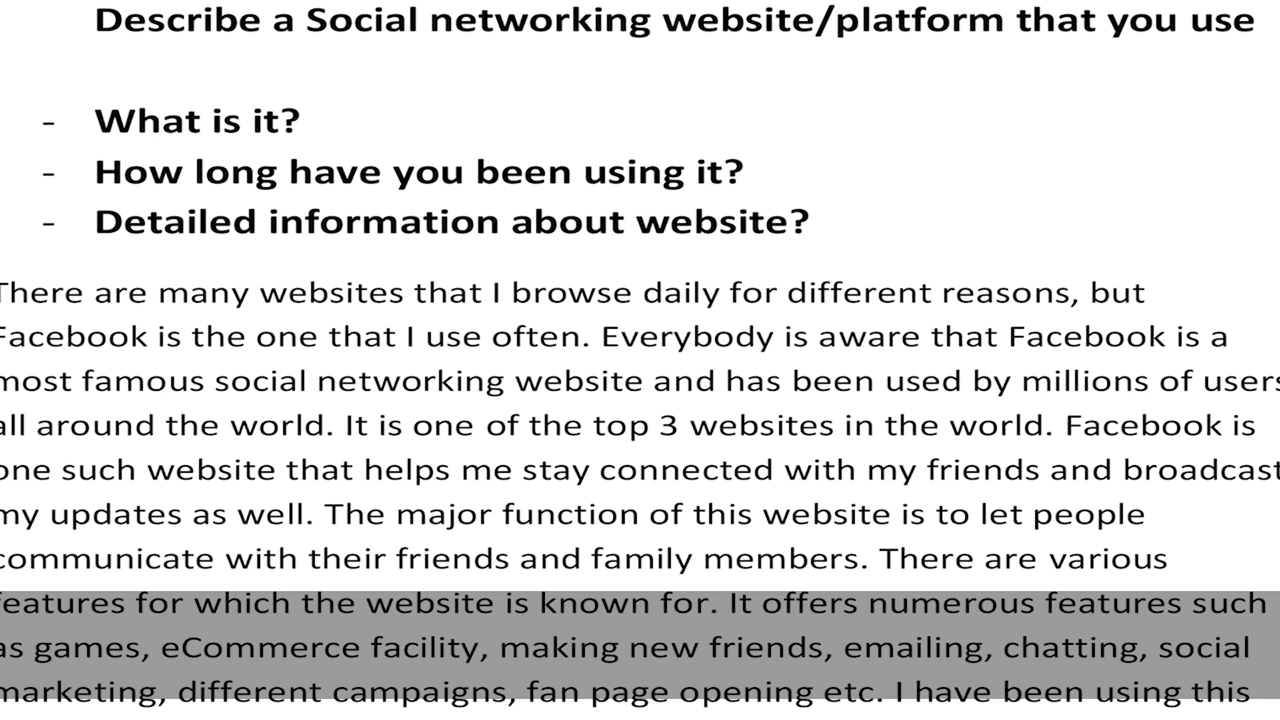 Describe a Social networking website/platform that you use
- What is it?
- How long have you been using it?
- Detailed information about website?
There are many websites that I browse daily for different reasons, but
Facebook is the one that I use often. Everybody is aware that Facebook is a
most famous social networking website and has been used by millions of users
all around the world. It is one of the top 3 websites in the world. Facebook is
one such website that helps me stay connected with my friends and broadcast
my updates as well. The major function of this website is to let people
communicate with their friends and family members. There are various
features for which the website is known for. It offers numerous features such
as games, eCommerce facility, making new friends, emailing, chatting, social
marketing, different campaigns, fan page opening etc. I have been using this